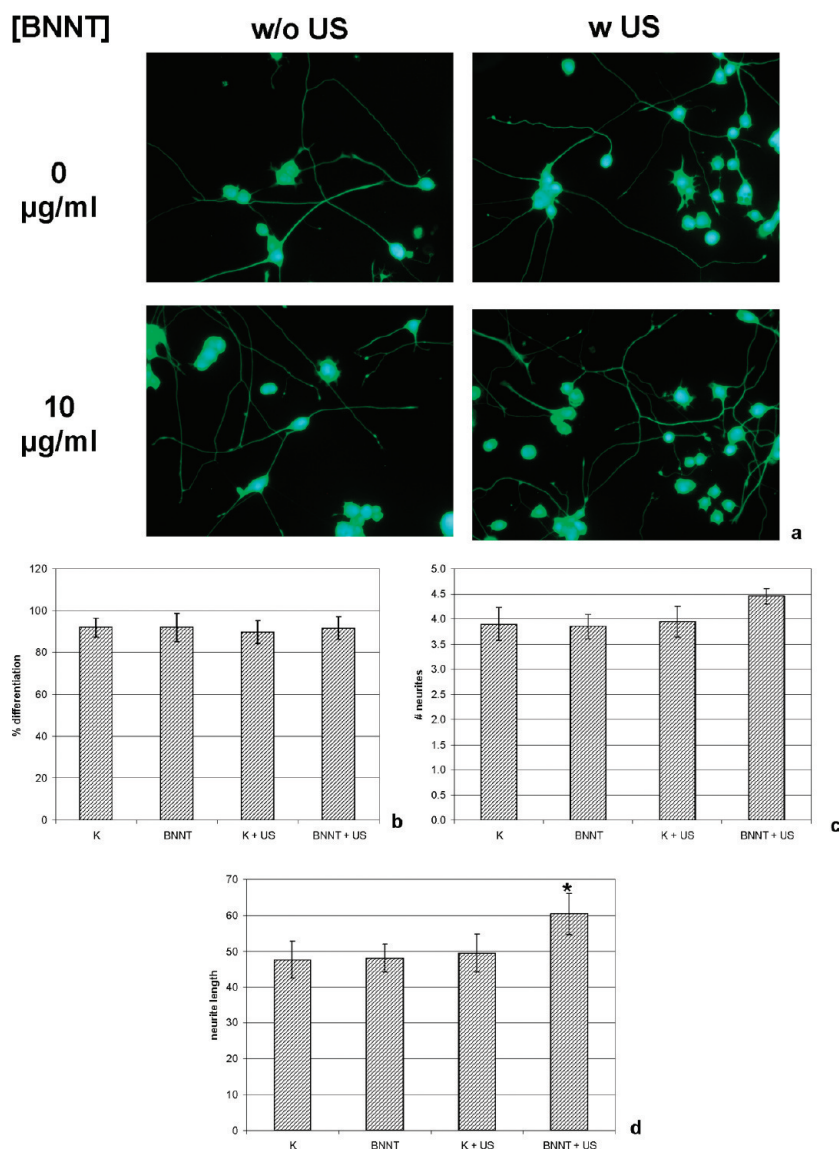 [BNNT]
w/o US
w US
0
µg/ml
10
µg/ml
a
120
100
80
60
40
20
0
% differentiation
K
BNNT
K + US
BNNT + US
b
5.0
4.5
4.0
3.5
3.0
2.5
2.0
1.5
1.0
0.5
0.0
# neurites
K
BNNT
K + US
BNNT + US
c
70
60
50
40
30
20
10
0
neurite length
*
K
BNNT
K + US
BNNT + US
d